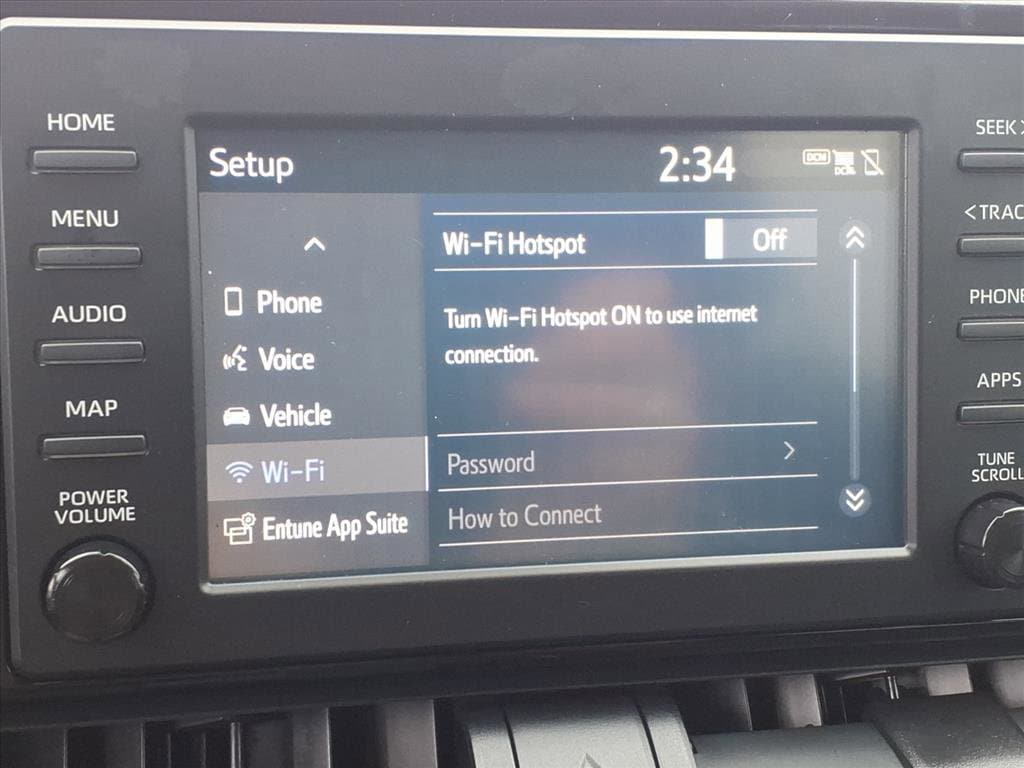 HOME
MENU
AUDIO
MAP
POWER
VOLUME
Setup
2:34
DCM
DCM
Phone
Voice
Vehicle
Wi-Fi
Entune App Suite
Wi-Fi Hotspot
Off
Turn Wi-Fi Hotspot ON to use internet
connection.
Password
How to Connect
SEEK >
< TRAC
PHONE
APPS
TUNE
SCROLL